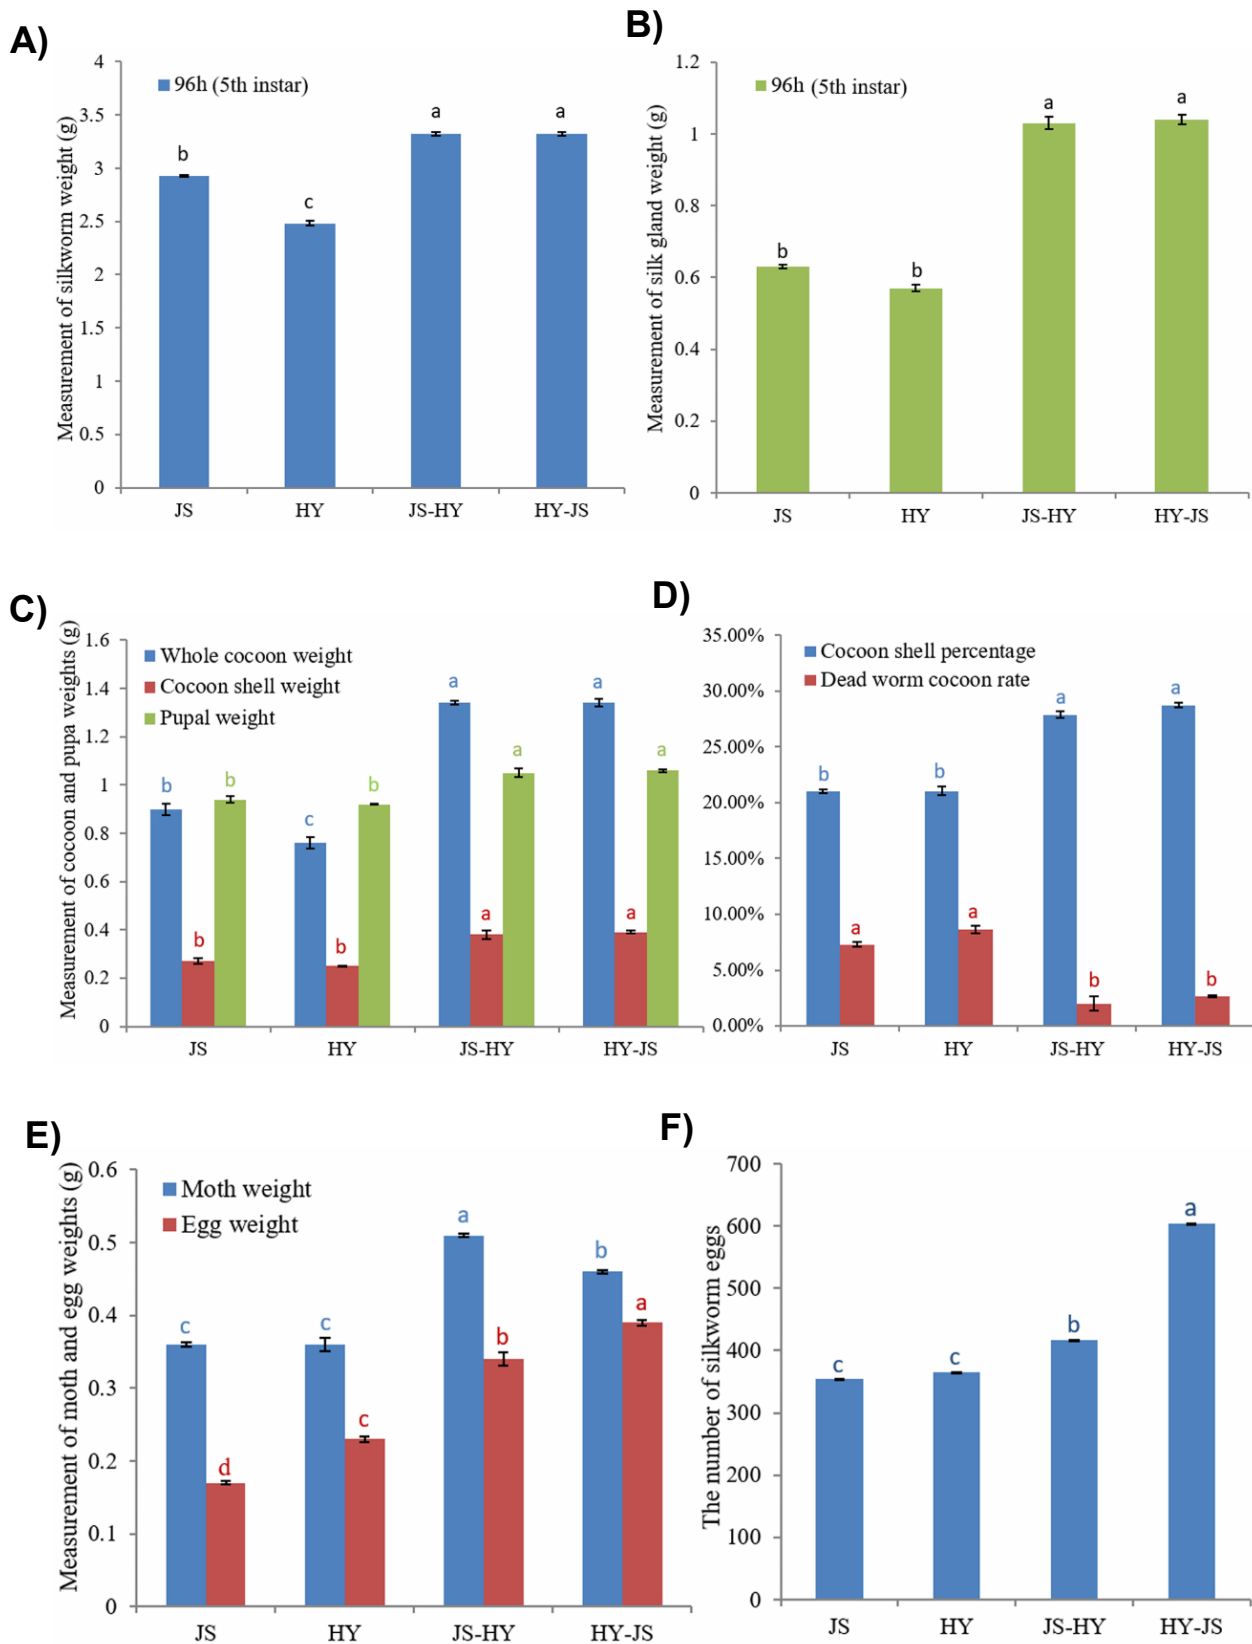 A)
Measurement of silkworm weight (g)
4
3.5
3
2.5
2
1.5
1
0.5
0
96h (5th instar)
b
c
a
a
JS
HY
JS-HY
HY-JS
B)
Measurement of silk gland weight (g)
1.2
1
0.8
0.6
0.4
0.2
0
96h (5th instar)
b
b
a
a
JS
HY
JS-HY
HY-JS
C)
Measurement of cocoon and pupa weights (g)
1.6
1.4
1.2
1
0.8
0.6
0.4
0.2
0
Whole cocoon weight
Cocoon shell weight
Pupal weight
b
b
b
c
b
b
a
a
a
a
a
a
JS
HY
JS-HY
HY-JS
D)
35.00%
30.00%
25.00%
20.00%
15.00%
10.00%
5.00%
0.00%
Cocoon shell percentage
Dead worm cocoon rate
b
a
b
a
a
b
a
b
JS
HY
JS-HY
HY-JS
E)
Measurement of moth and egg weights (g)
0.6
0.5
0.4
0.3
0.2
0.1
0
Moth weight
Egg weight
c
d
c
c
a
b
b
a
JS
HY
JS-HY
HY-JS
F)
The number of silkworm eggs
700
600
500
400
300
200
100
0
c
c
b
a
JS
HY
JS-HY
HY-JS